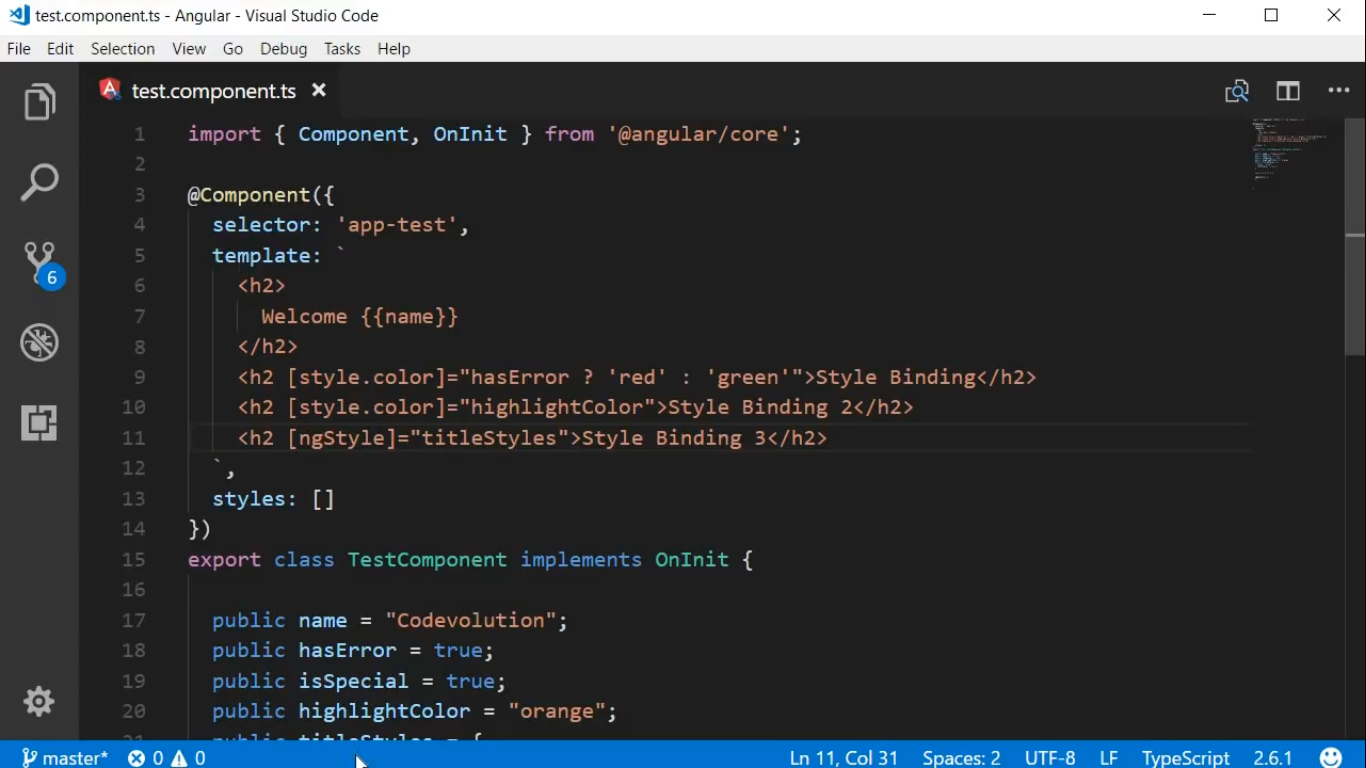 test.component.ts - Angular - Visual Studio Code
File Edit Selection View Go Debug Tasks Help
test.component.ts
1 import { Component, OnInit } from '@angular/core';
2
3 @Component({
4 selector: 'app-test',
5 template: `
6 <h2>
7 Welcome {{name}}
8 </h2>
9 <h2 [style.color]="hasError ? 'red' : 'green'">Style Binding</h2>
10 <h2 [style.color]="highlightColor">Style Binding 2</h2>
11 <h2 [ngStyle]="titleStyles">Style Binding 3</h2>
12 `,
13 styles: []
14 })
15 export class TestComponent implements OnInit {
16
17 public name = "Codevolution";
18 public hasError = true;
19 public isSpecial = true;
20 public highlightColor = "orange";
21 public titleStyles = {
6
master* 0 0 Ln 11, Col 31 Spaces: 2 UTF-8 LF TypeScript 2.6.1